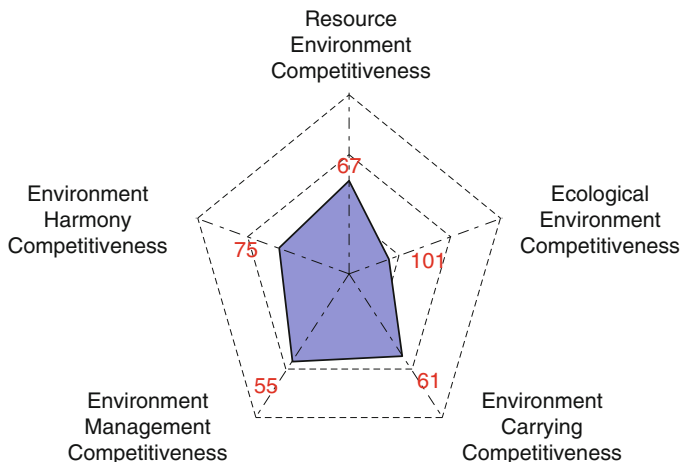 Resource
Environment
Competitiveness
67
Environment
Harmony
Competitiveness
75
Ecological
Environment
Competitiveness
101
55
61
Environment
Management
Competitiveness
Environment
Carrying
Competitiveness